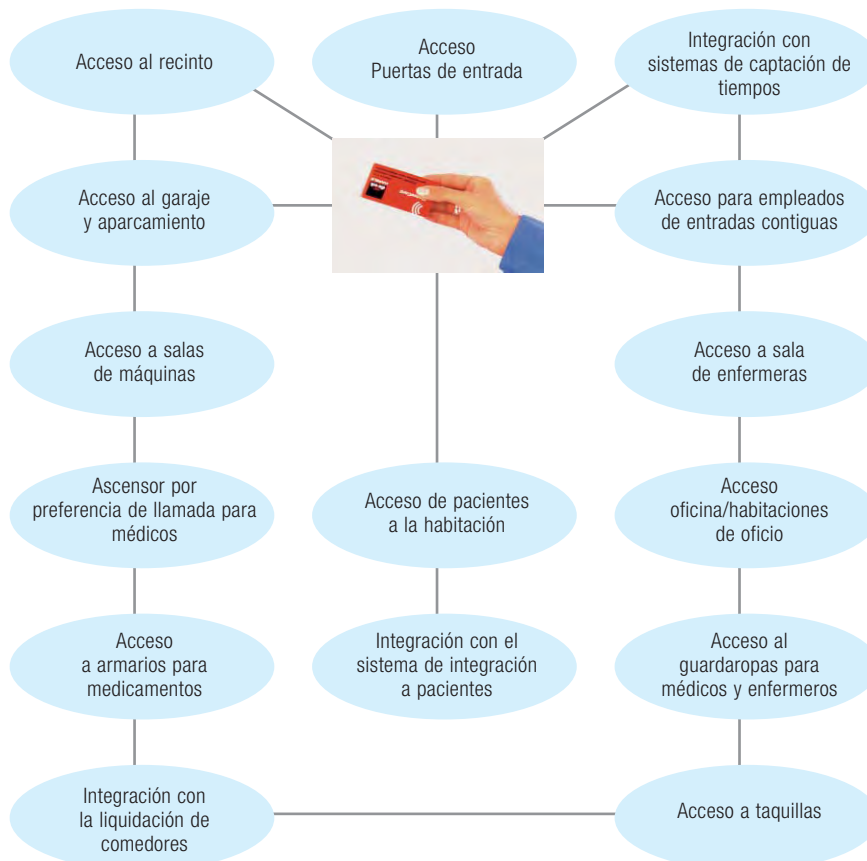 Acceso al recinto
Acceso
Puertas de entrada
Integración con
sistemas de captación de
tiempos
Acceso al garaje
y aparcamiento
Acceso para empleados
de entradas contiguas
Acceso a salas
de máquinas
Acceso a sala
de enfermeras
Ascensor por
preferencia de llamada para
médicos
Acceso de pacientes
a la habitación
Acceso
oficina/habitaciones
de oficio
Acceso
a armarios para
medicamentos
Integración con el
sistema de integración
a pacientes
Acceso al
guardaropas para
médicos y enfermeros
Integración con
la liquidación de
comedores
Acceso a taquillas